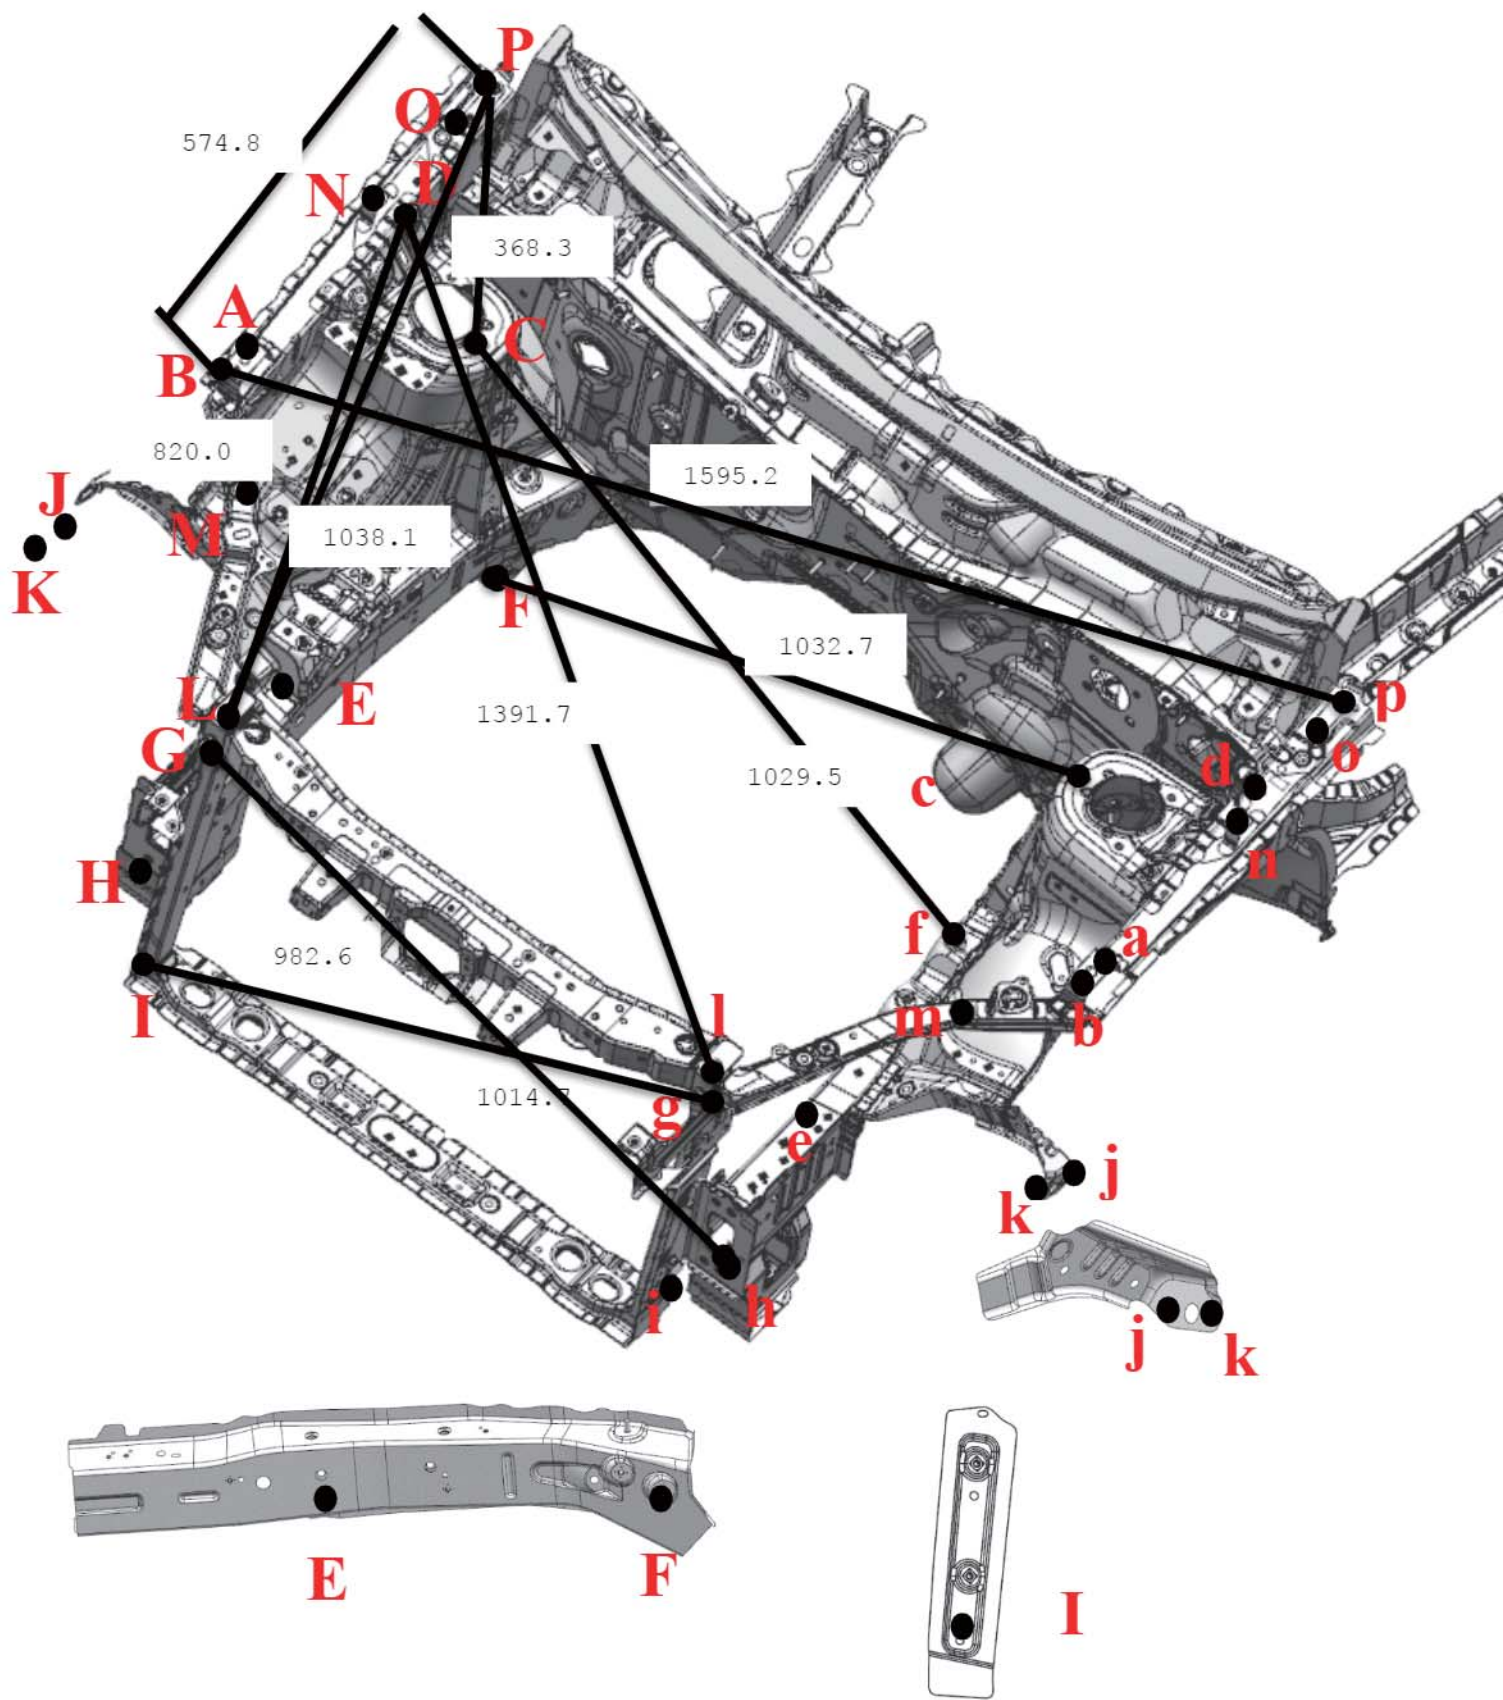 P
O
574.8
D
N
368.3
A
C
B
820.0
1595.2
J
M
1038.1
K
F
1032.7
L
E
1391.7
p
G
o
d
1029.5
c
n
H
f
a
982.6
I
l
m
b
1014.7
g
e
j
k
i
h
j
k
E
F
I